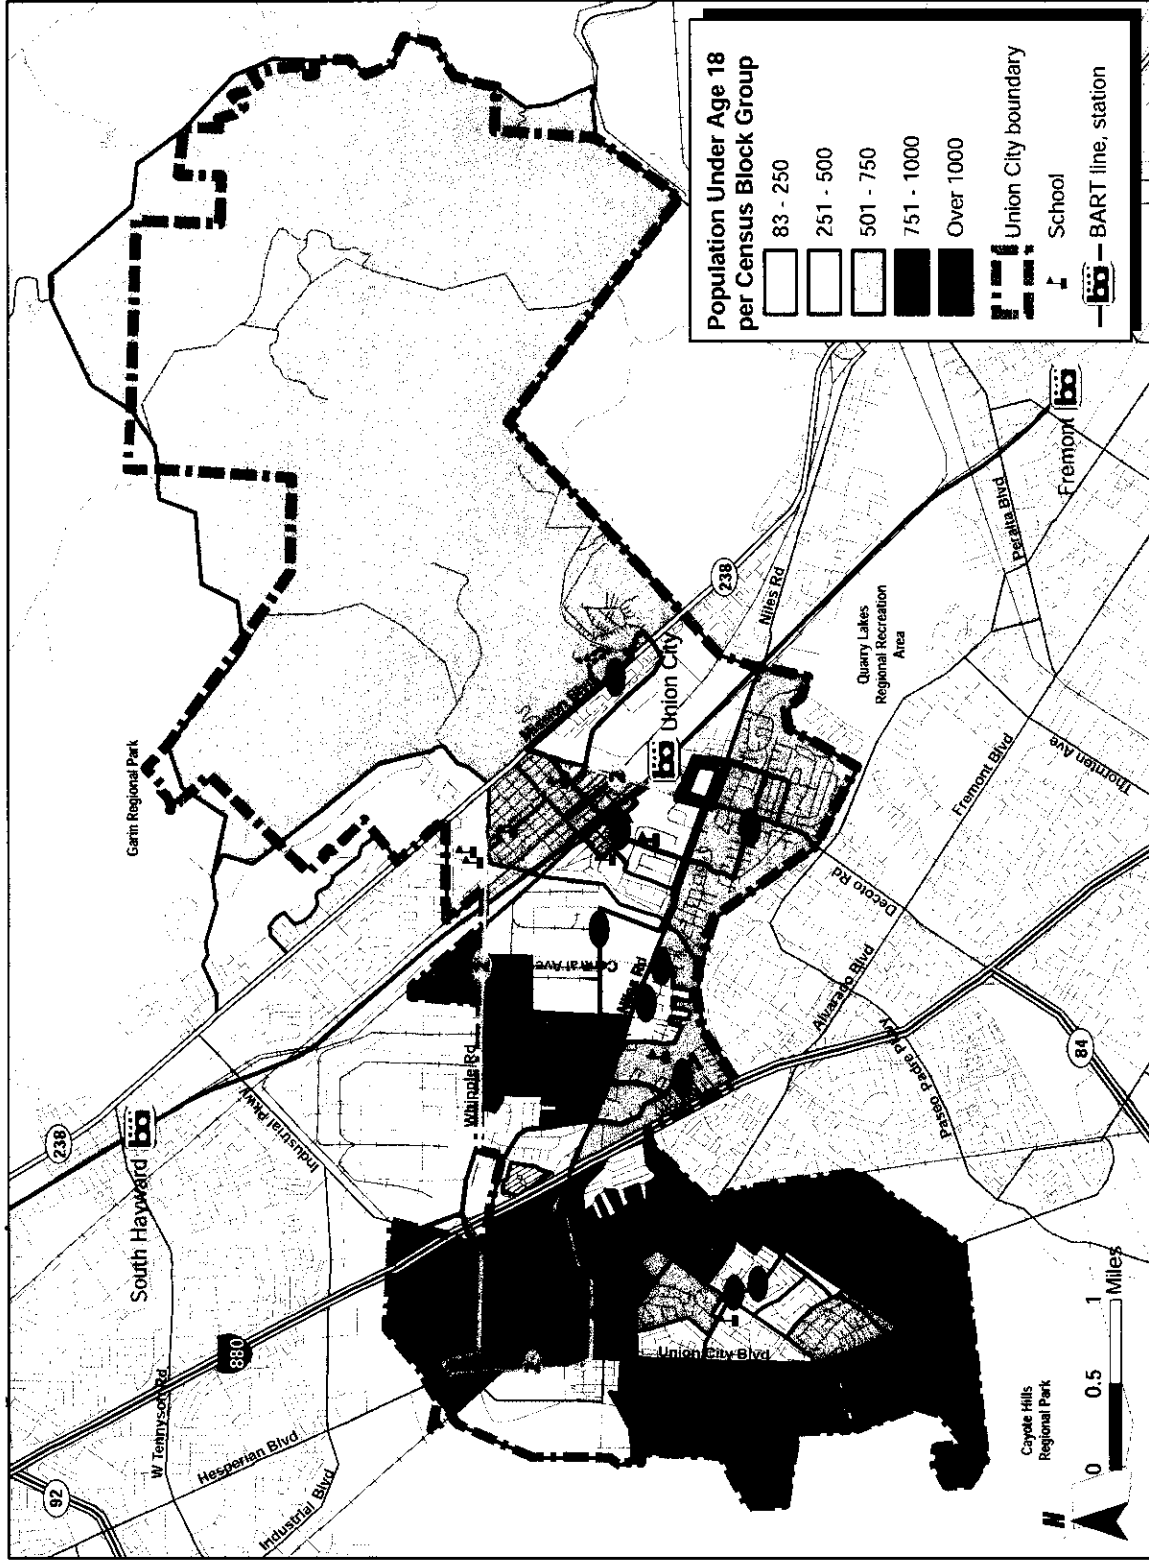 Population Under Age 18
per Census Block Group
83 - 250
251 - 500
501 - 750
751 - 1000
Over 1000
Union City boundary
School
BART line, station
Garin Regional Park
South Hayward
238
Industrial Pkwy
W Tennyson Rd
880
92
Hesperian Blvd
Industrial Blvd
Whipple Rd
Central Ave
Union City
238
Niles Rd
Quarry Lakes
Regional Recreation
Area
Peralta Blvd
Fremont
Fremont Blvd
Thornton Ave
Decoto Rd
Alvarado Blvd
Paseo Padre Pkwy
84
Union City Blvd
Cayote Hills
Regional Park
N
0 0.5 1
Miles